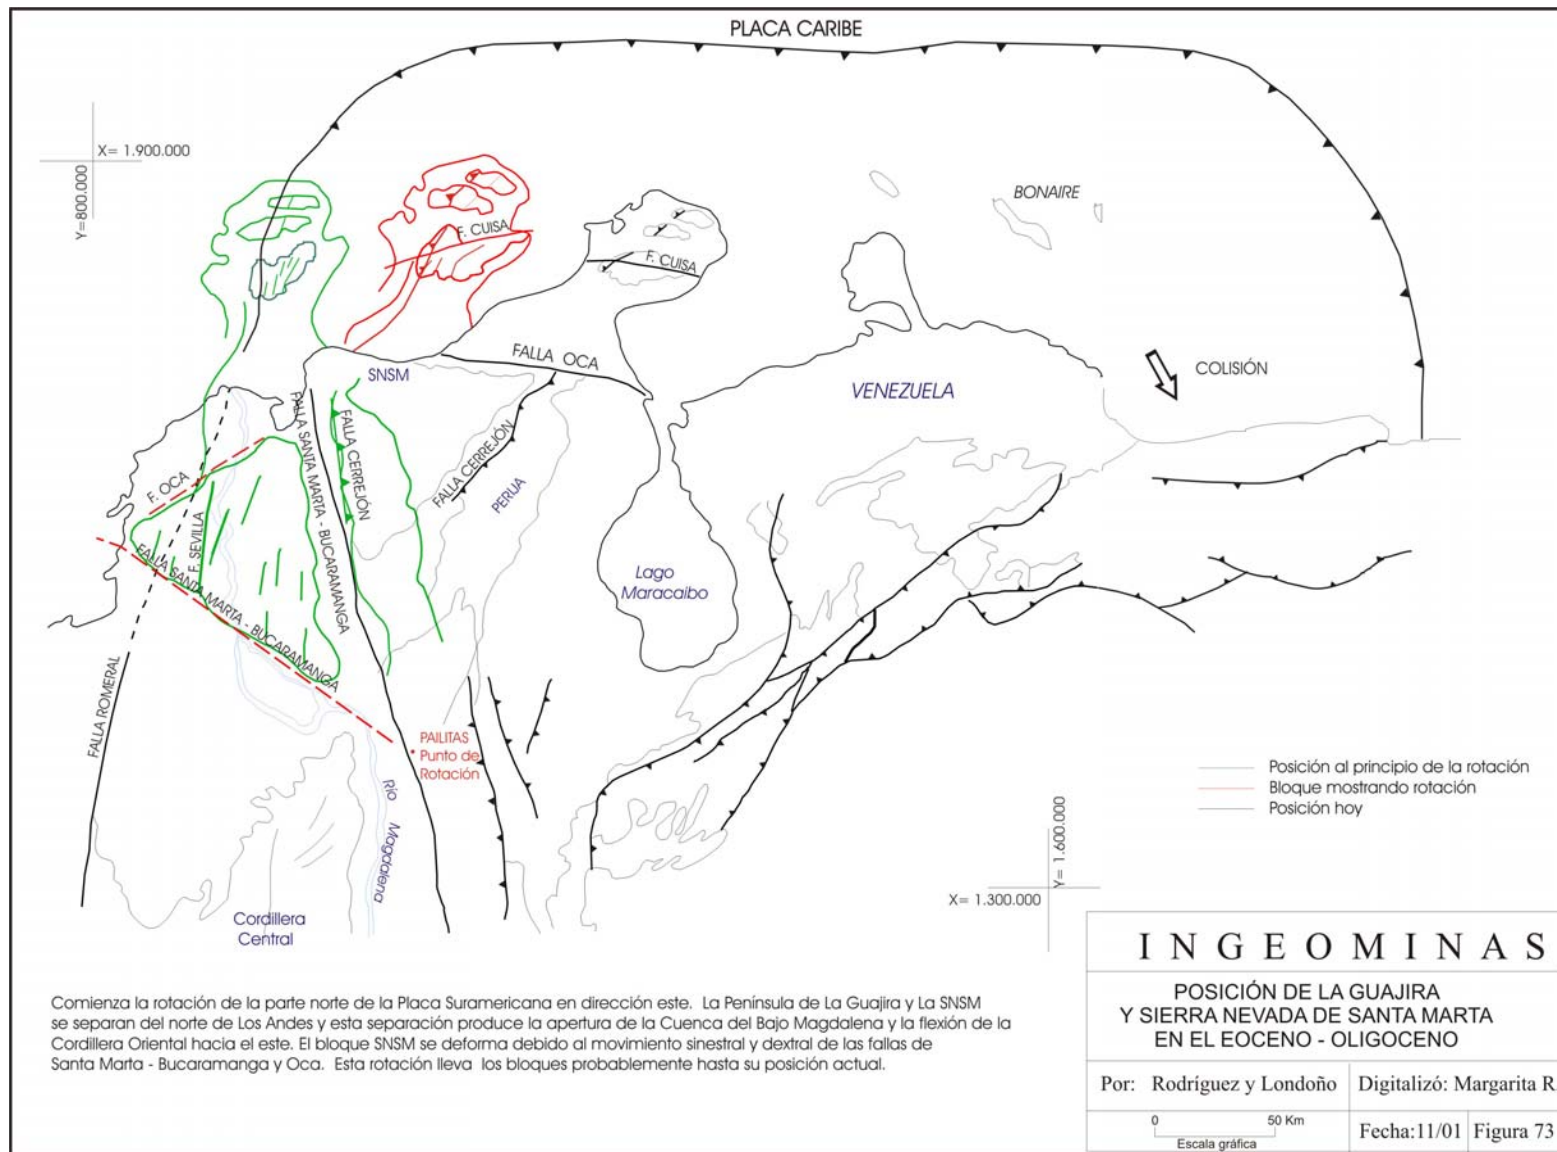 PLACA CARIBE
X= 1.900.000
Y=800.000
BONAIRE
F. CUISA
F. CUISA
FALLA OCA
COLISIÓN
SNSM
VENEZUELA
FALLA SANTA MARTA - BUCARAMANGA
FALLA CERREJÓN
FALLA CERREJÓN
PERIJA
F. OCA
F. SEVILLA
FALLA SANTA MARTA - BUCARAMANGA
Lago
Maracaibo
FALLA ROMERAL
PAILITAS
Punto de
Rotación
Río Magdalena
Posición al principio de la rotación
Bloque mostrando rotación
Posición hoy
Y= 1.600.000
X= 1.300.000
Cordillera
Central
Comienza la rotación de la parte norte de la Placa Suramericana en dirección este. La Península de La Guajira y La SNSM
se separan del norte de Los Andes y esta separación produce la apertura de la Cuenca del Bajo Magdalena y la flexión de la
Cordillera Oriental hacia el este. El bloque SNSM se deforma debido al movimiento sinestral y dextral de las fallas de
Santa Marta - Bucaramanga y Oca. Esta rotación lleva los bloques probablemente hasta su posición actual.
INGEOMINAS
POSICIÓN DE LA GUAJIRA
Y SIERRA NEVADA DE SANTA MARTA
EN EL EOCENO - OLIGOCENO
Por: Rodríguez y Londoño
Digitalizó: Margarita R
0 50 Km
Escala gráfica
Fecha:11/01
Figura 73